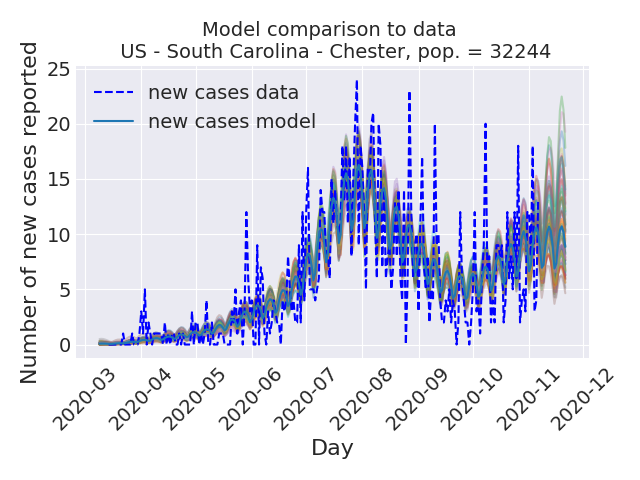 Model comparison to data
US - South Carolina - Chester, pop. = 32244
Number of new cases reported
25
20
15
10
5
0
new cases data
new cases model
2020-03
2020-04
2020-05
2020-06
2020-07
2020-08
2020-09
2020-10
2020-11
2020-12
Day